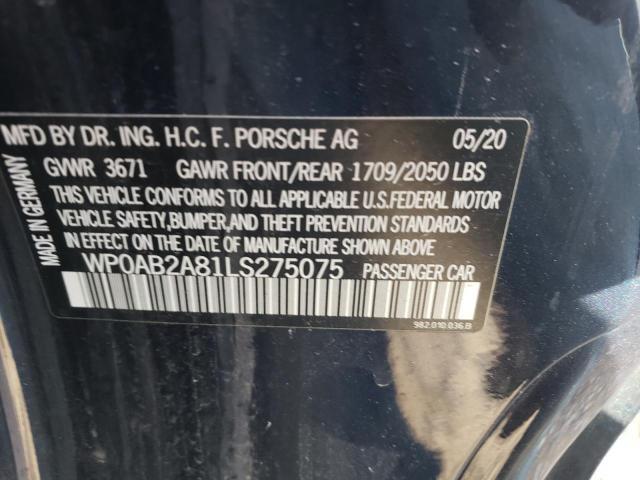 MFD BY DR. ING. H.C. F. PORSCHE AG 05/20
GVWR 3671 GAWR FRONT/REAR 1709/2050 LBS
THIS VEHICLE CONFORMS TO ALL APPLICABLE U.S.FEDERAL MOTOR
VEHICLE SAFETY,BUMPER,AND THEFT PREVENTION STANDARDS
IN EFFECT ON THE DATE OF MANUFACTURE SHOWN ABOVE
WP0AB2A81LS275075 PASSENGER CAR
MADE IN GERMANY
982.010.036.B